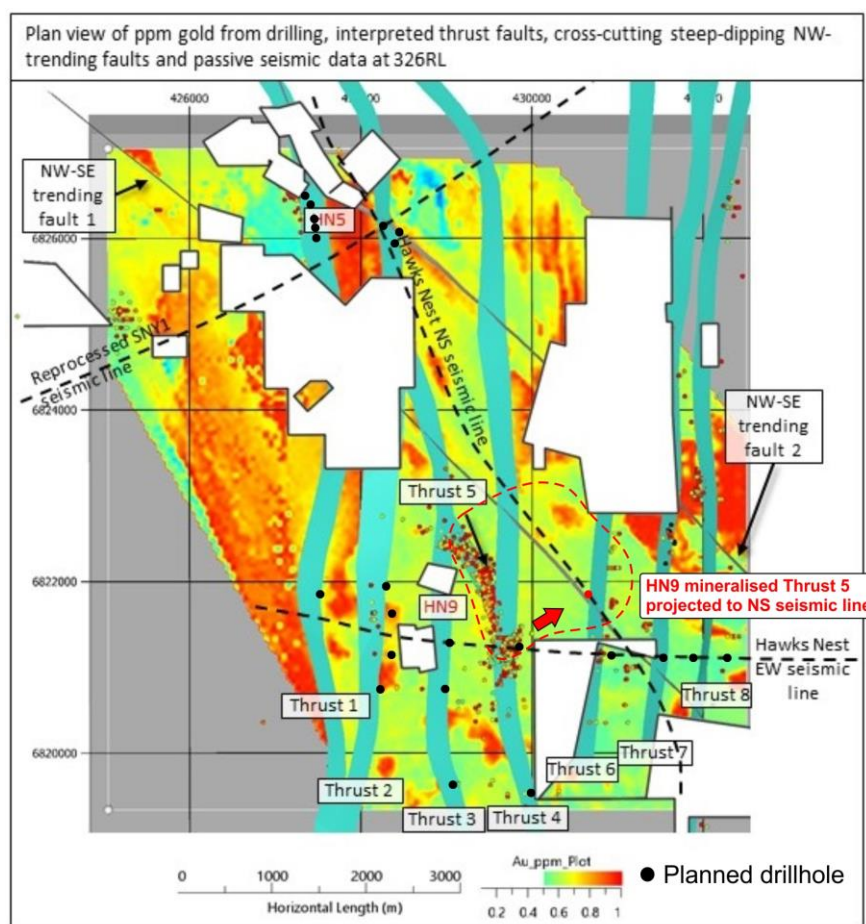 Plan view of ppm gold from drilling, interpreted thrust faults, cross-cutting steep-dipping NW-
trending faults and passive seismic data at 326RL
426000
430000
NW-SE
trending
fault 1
HN5
6826000
Hawks Nest NS seismic line
Reprocessed SNY1
seismic line
6824000
NW-SE
trending
fault 2
Thrust 5
6822000
HN9
HN9 mineralised Thrust 5
projected to NS seismic line
Hawks Nest
EW seismic
line
Thrust 1
Thrust 8
6820000
Thrust 6
Thrust 7
Thrust 2
Thrust 3
Thrust 4
Au_ppm_Plot
Planned drillhole
0 1000 2000 3000
Horizontal Length (m)
0.2 0.4 0.6 0.8 1